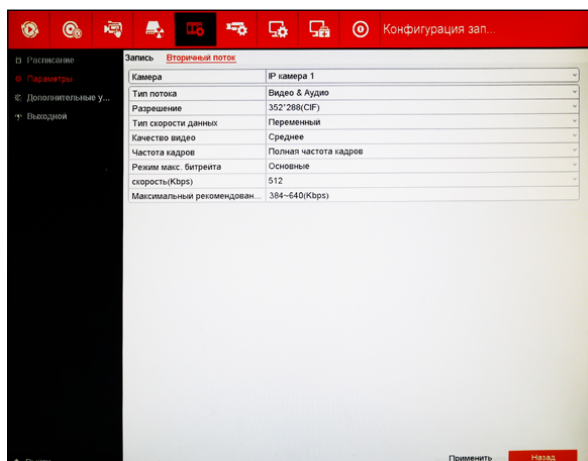 Конфигурация зап...
Расписание
Параметры
Дополнительные у...
Выходной
Запись Вторичный поток
Камера IP камера 1
Тип потока Видео & Аудио
Разрешение 352*288(CIF)
Тип скорости данных Переменный
Качество видео Среднее
Частота кадров Полная частота кадров
Режим макс. битрейта Основные
скорость(Kbps) 512
Максимальный рекомендован... 384~640(Kbps)
Применить Назад